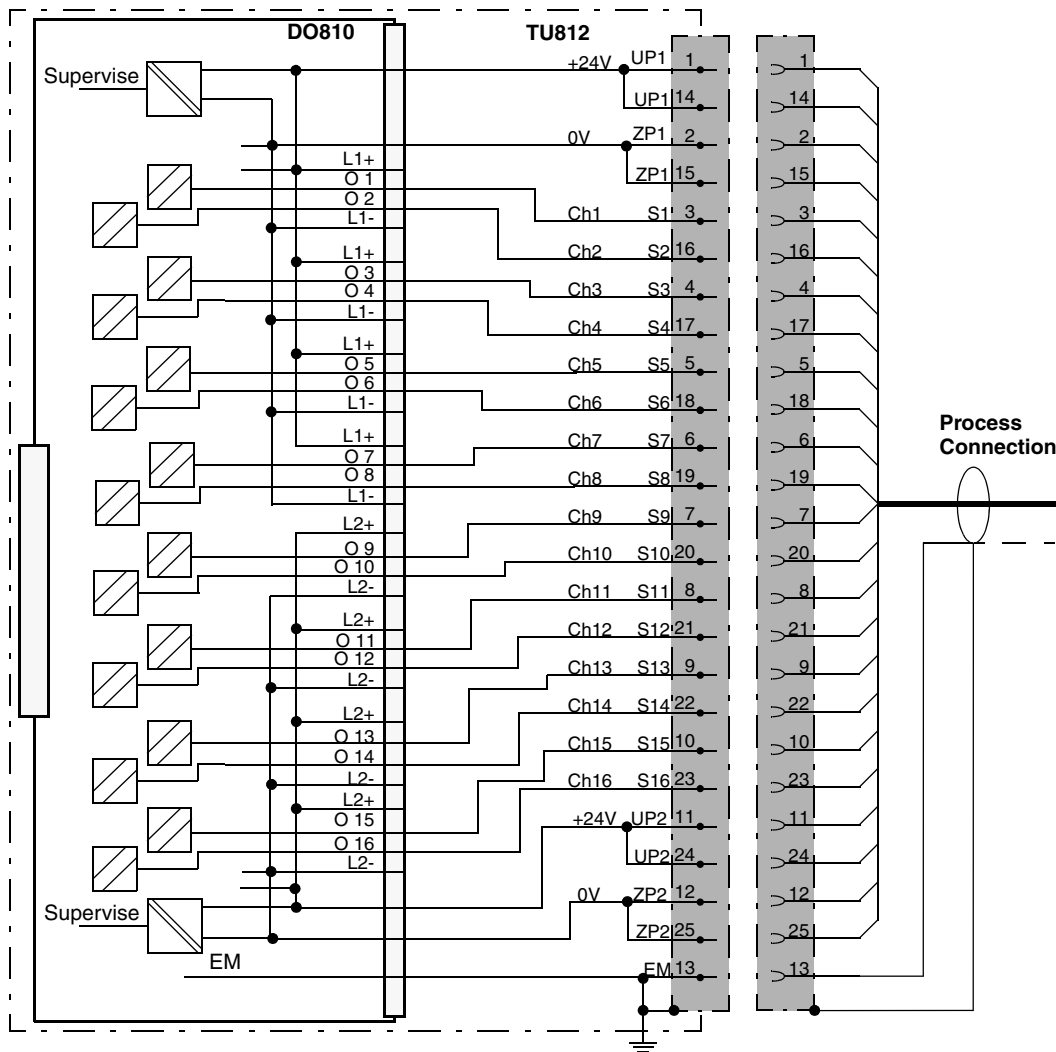 DO810 TU812
Supervise +24V UP1 1 1
UP1 14 14
0V ZP1 2 2
L1+
O 1 ZP1 15 15
O 2
L1- Ch1 S1 3 3
L1+ Ch2 S2 16 16
O 3
O 4 Ch3 S3 4 4
L1- Ch4 S4 17 17
L1+
O 5 Ch5 S5 5 5
O 6
L1- Ch6 S6 18 18
Process
Connection
L1+ Ch7 S7 6 6
O 7
O 8 Ch8 S8 19 19
L1-
L2+ Ch9 S9 7 7
O 9 Ch10 S10 20 20
O 10
L2- Ch11 S11 8 8
L2+
O 11 Ch12 S12 21 21
O 12
L2- Ch13 S13 9 9
L2+ Ch14 S14 22 22
O 13
O 14 Ch15 S15 10 10
L2- Ch16 S16 23 23
L2+
O 15 +24V UP2 11 11
O 16
L2- UP2 24 24
Supervise 0V ZP2 12 12
ZP2 25 25
EM EM 13 13